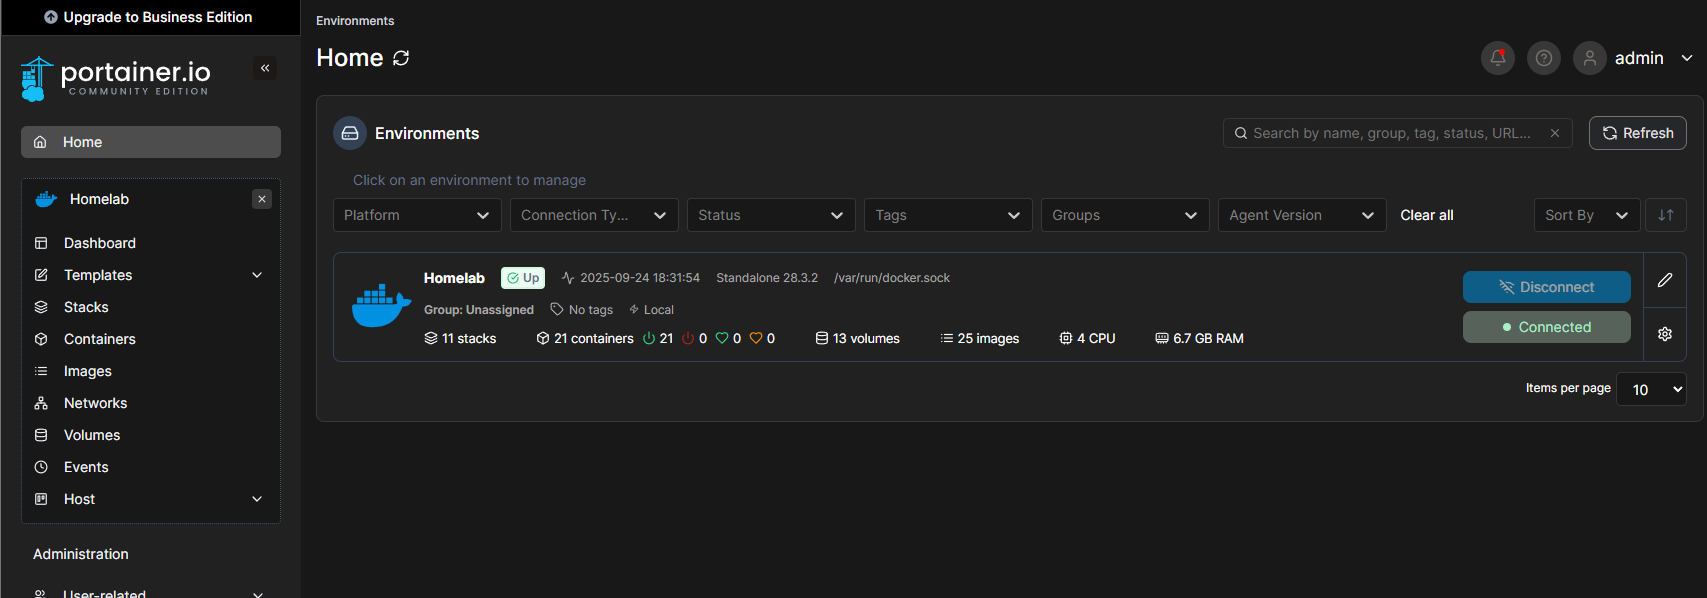 Upgrade to Business Edition
portainer.io
COMMUNITY EDITION
Home
Homelab
Dashboard
Templates
Stacks
Containers
Images
Networks
Volumes
Events
Host
Administration
User-related
Environments
Home
admin
Environments
Search by name, group, tag, status, URL...
Refresh
Click on an environment to manage
Platform
Connection Ty...
Status
Tags
Groups
Agent Version
Clear all
Sort By
Homelab Up 2025-09-24 18:31:54 Standalone 28.3.2 /var/run/docker.sock
Group: Unassigned No tags Local
11 stacks 21 containers 21 0 0 0 13 volumes 25 images 4 CPU 6.7 GB RAM
Disconnect
Connected
Items per page 10